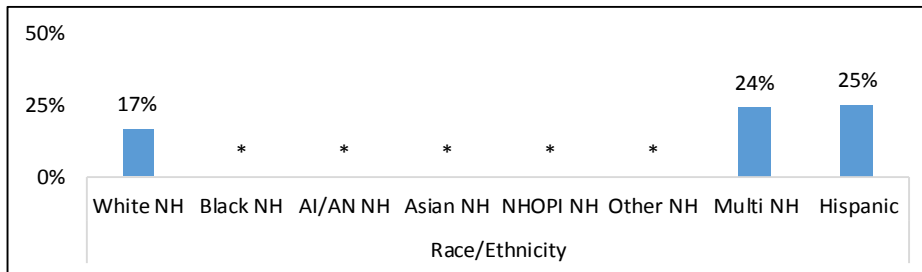 50%
24% 25%
25% 17%
* * * * *
0%
White NH Black NH AI/AN NH Asian NH NHOPI NH Other NH Multi NH Hispanic
Race/Ethnicity